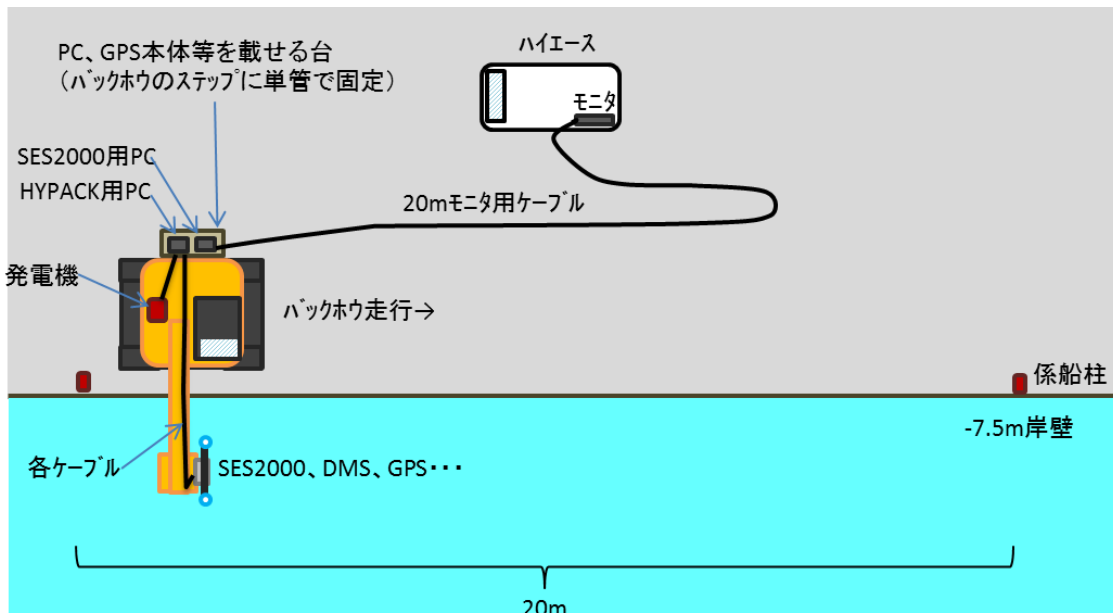 PC、GPS本体等を載せる台
（ﾊﾞｯｸﾎｳのｽﾃｯﾌﾟに単管で固定）
ﾊｲｴｰｽ
ﾓﾆﾀ
SES2000用PC
HYPACK用PC
20mﾓﾆﾀ用ｹｰﾌﾞﾙ
発電機
ﾊﾞｯｸﾎｳ走行→
係船柱
-7.5m岸壁
各ｹｰﾌﾞﾙ
SES2000、DMS、GPS･･･
20m